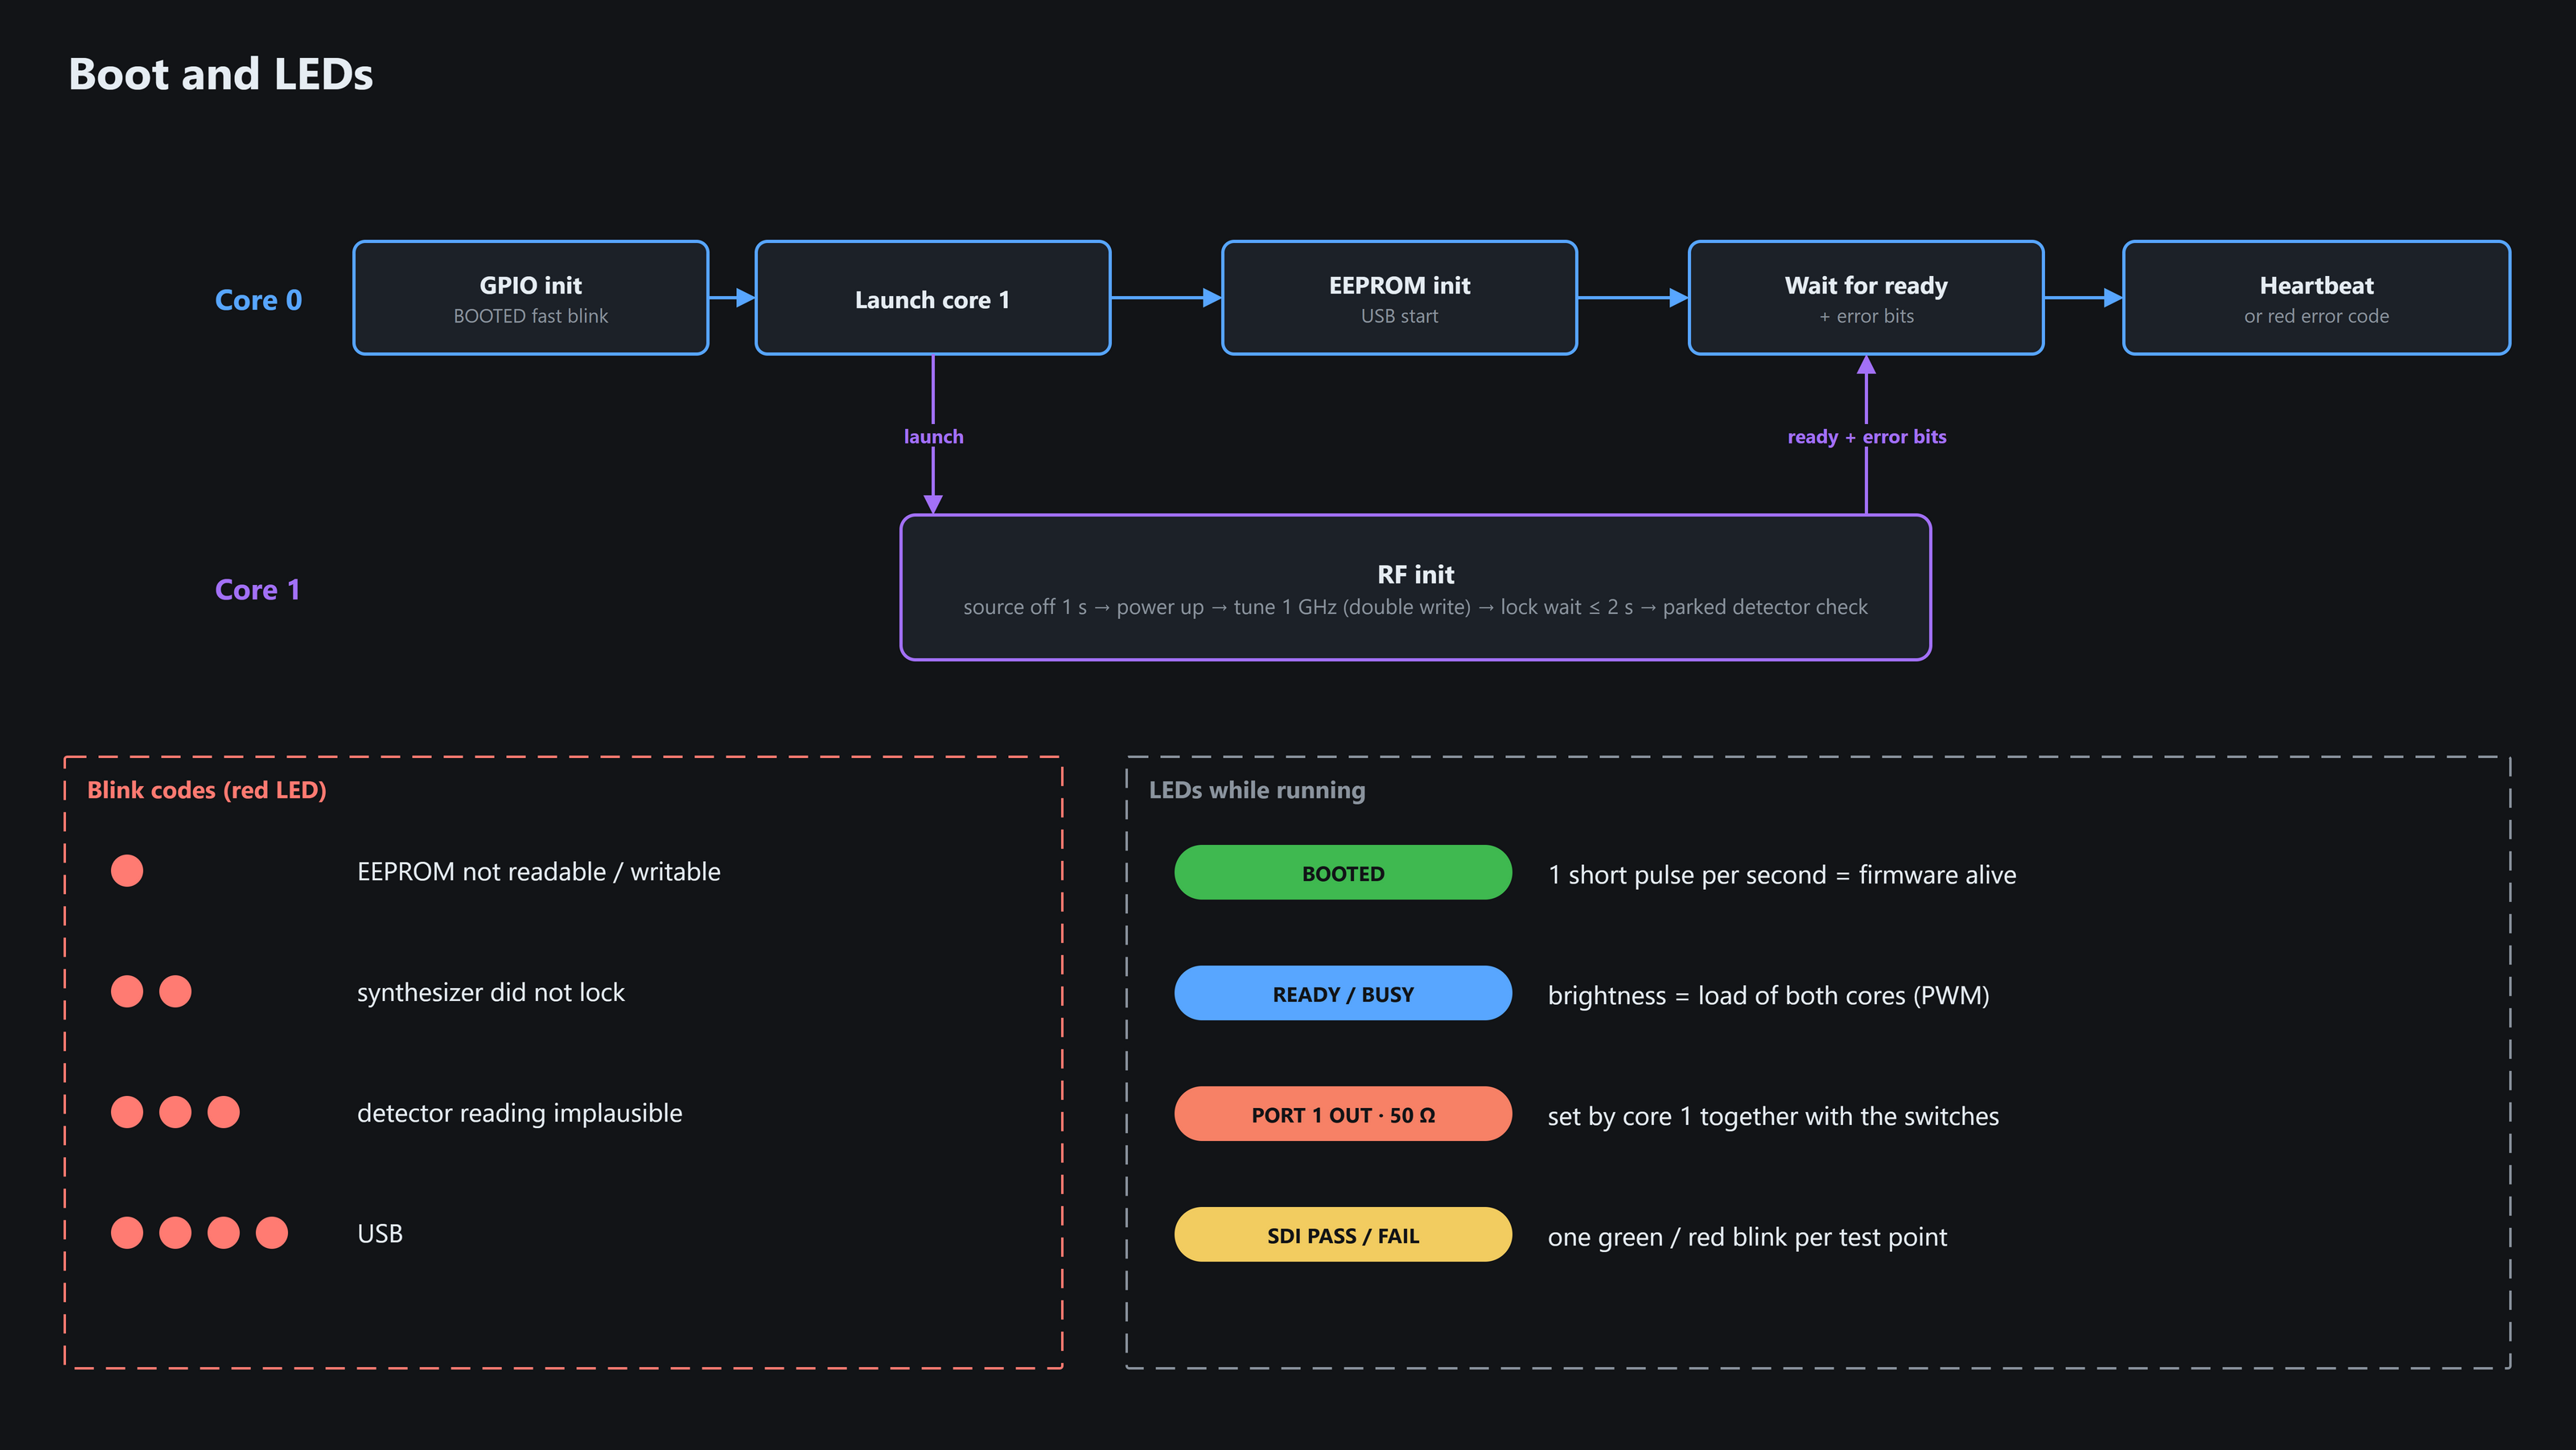 Boot and LEDs
Core 0
GPIO init
BOOTED fast blink
Launch core 1
EEPROM init
USB start
Wait for ready
+ error bits
Heartbeat
or red error code
launch
ready + error bits
Core 1
RF init
source off 1 s → power up → tune 1 GHz (double write) → lock wait ≤ 2 s → parked detector check
Blink codes (red LED)
EEPROM not readable / writable
synthesizer did not lock
detector reading implausible
USB
LEDs while running
BOOTED
1 short pulse per second = firmware alive
READY / BUSY
brightness = load of both cores (PWM)
PORT 1 OUT · 50 Ω
set by core 1 together with the switches
SDI PASS / FAIL
one green / red blink per test point